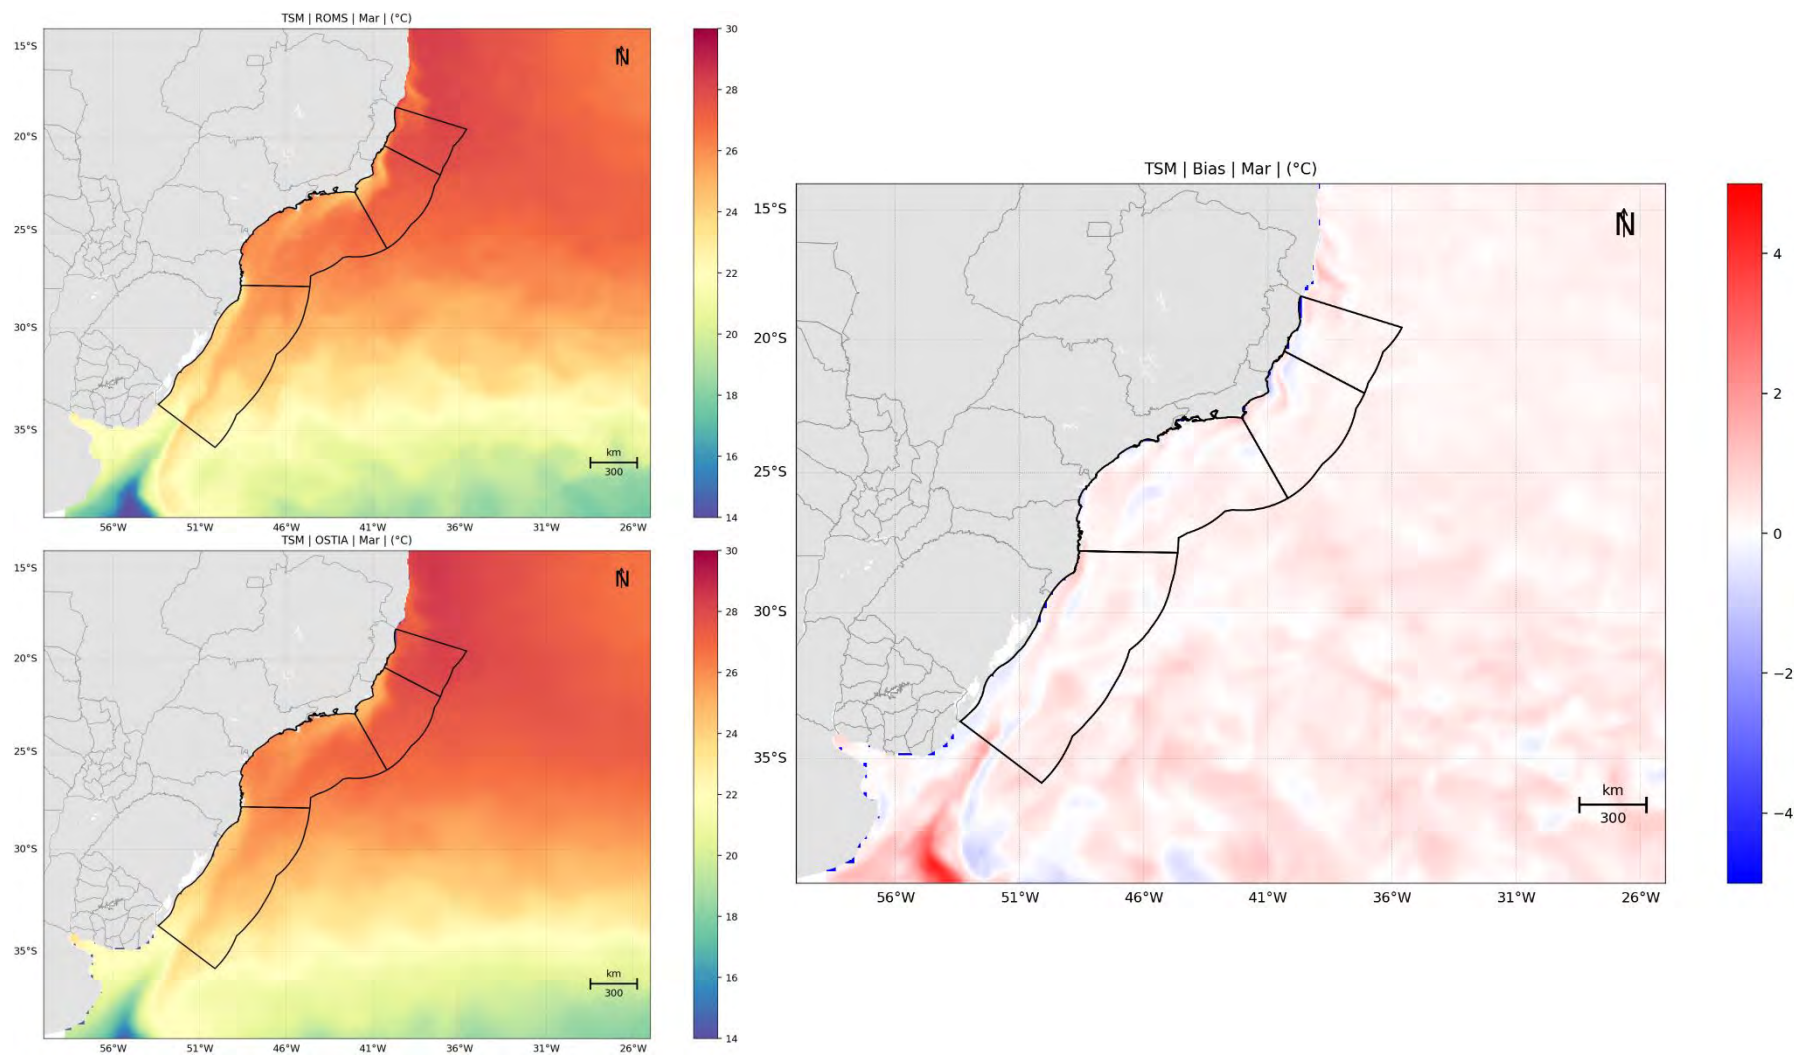 TSM | ROMS | Mar | (°C)
15°S
20°S
25°S
30°S
35°S
N
km
300
56°W
51°W
46°W
41°W
36°W
31°W
26°W
30
28
26
24
22
20
18
16
14
TSM | OSTIA | Mar | (°C)
15°S
20°S
25°S
30°S
35°S
N
km
300
56°W
51°W
46°W
41°W
36°W
31°W
26°W
30
28
26
24
22
20
18
16
14
TSM | Bias | Mar | (°C)
15°S
20°S
25°S
30°S
35°S
N
km
300
56°W
51°W
46°W
41°W
36°W
31°W
26°W
4
2
0
−2
−4